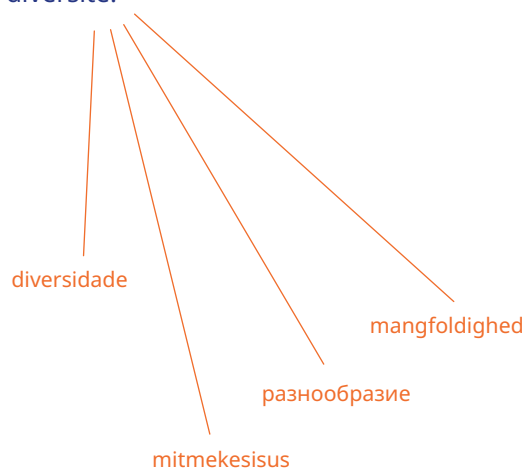 diversidade
mangfoldighed
разнообразие
mitmekesisus